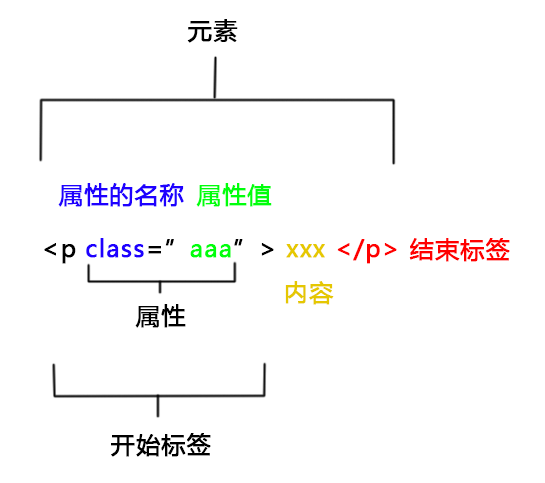 元素
属性的名称 属性值
<p class=” aaa” > xxx </p> 结束标签
内容
属性
开始标签